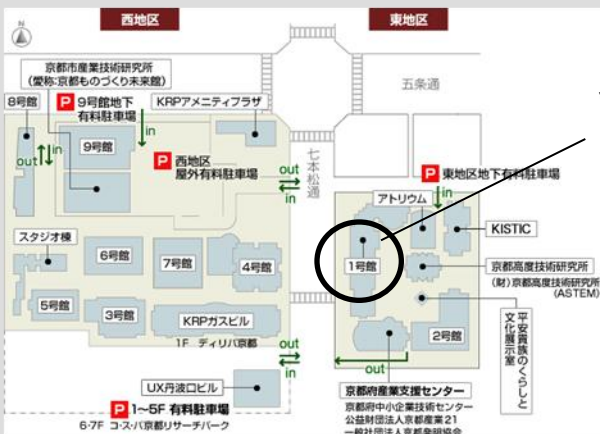 西地区
東地区
N
京都市産業技術研究所
(愛称:京都ものづくり未来館)
五条通
8号館
P 9号館地下
有料駐車場
KRPアメニティプラザ
in
out
in
9号館
P 西地区
屋外有料駐車場
out
in
七本松通
P 東地区地下有料駐車場
in
アトリウム
KISTIC
スタジオ棟
6号館
7号館
4号館
1号館
京都高度技術研究所
(財)京都高度技術研究所
(ASTEM)
5号館
3号館
KRPガスビル
1F ディリパ京都
2号館
平安貴族のくらしと
文化展示室
out
in
out
UX丹波口ビル
P 1~5F 有料駐車場
6・7F コ・ス・パ京都リサーチパーク
京都府産業支援センター
京都府中小企業技術センター
公益財団法人京都産業21
一般社団法人京都発明協会